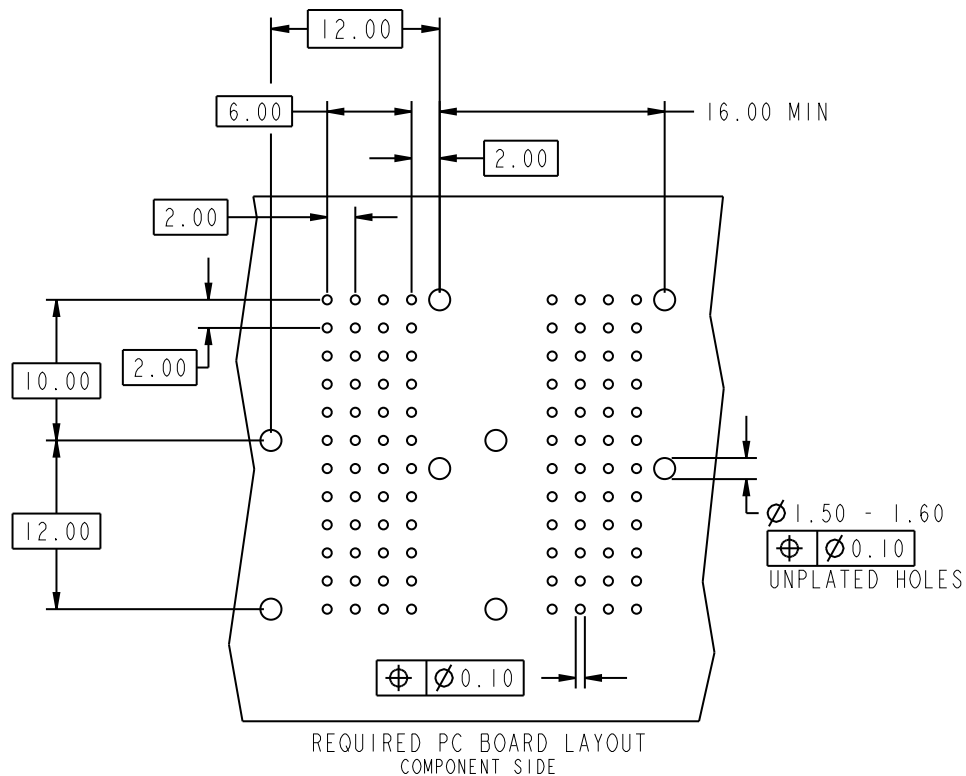 12.00
6.00
16.00 MIN
2.00
2.00
2.00
10.00
12.00
Ø1.50 - 1.60
⌖ Ø0.10
UNPLATED HOLES
⌖ Ø0.10
REQUIRED PC BOARD LAYOUT
COMPONENT SIDE